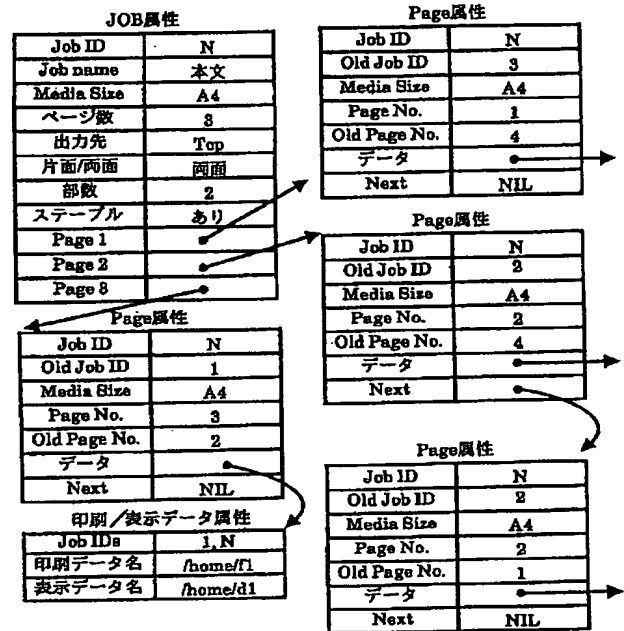 JOB属性
Job ID N
Job name 本文
Media Size A4
ページ数 3
出力先 Top
片面/両面 両面
部数 2
ステープル あり
Page 1
Page 2
Page 3
Page属性
Job ID N
Old Job ID 3
Media Size A4
Page No. 1
Old Page No. 4
データ
Next NIL
Page属性
Job ID N
Old Job ID 2
Media Size A4
Page No. 2
Old Page No. 4
データ
Next
Page属性
Job ID N
Old Job ID 1
Media Size A4
Page No. 3
Old Page No. 2
データ
Next NIL
Page属性
Job ID N
Old Job ID 2
Media Size A4
Page No. 2
Old Page No. 1
データ
Next NIL
印刷/表示データ属性
Job IDs 1, N
印刷データ名 /home/f1
表示データ名 /home/d1